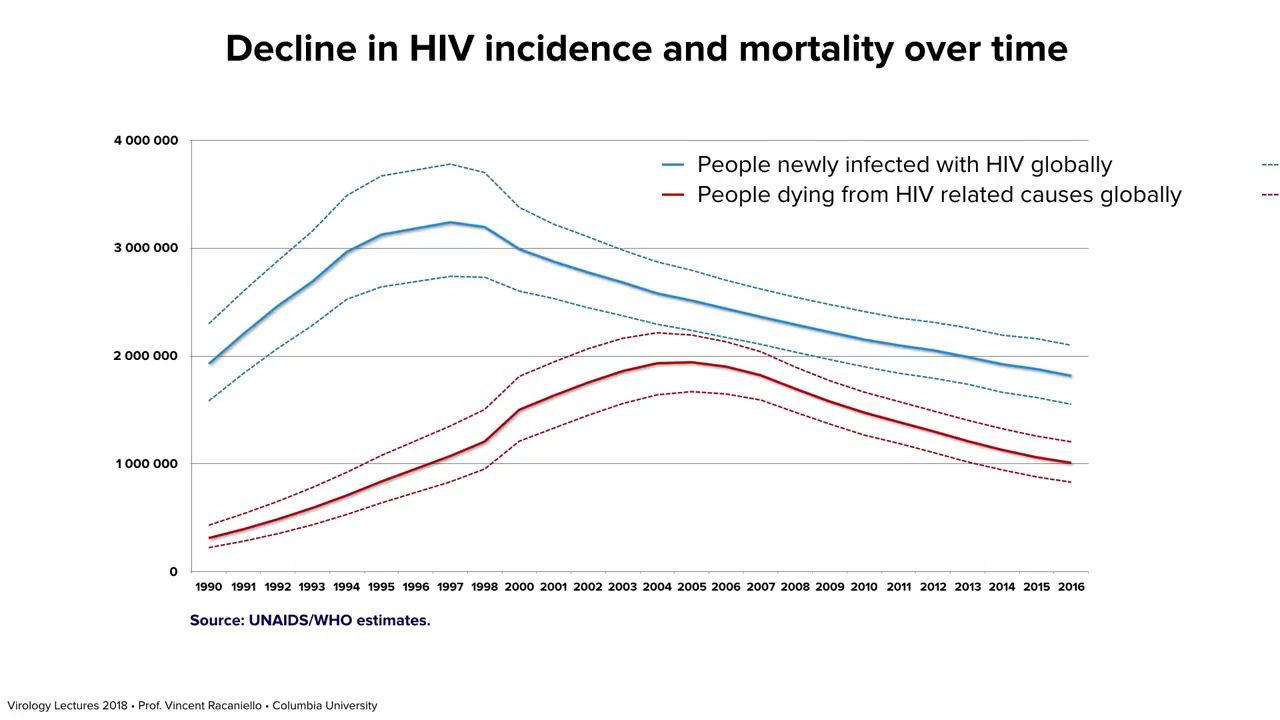 Decline in HIV incidence and mortality over time
4 000 000
People newly infected with HIV globally
People dying from HIV related causes globally
3 000 000
2 000 000
1 000 000
0
1990 1991 1992 1993 1994 1995 1996 1997 1998 2000 2001 2002 2003 2004 2005 2006 2007 2008 2009 2010 2011 2012 2013 2014 2015 2016
Source: UNAIDS/WHO estimates.
Virology Lectures 2018 • Prof. Vincent Racaniello • Columbia University